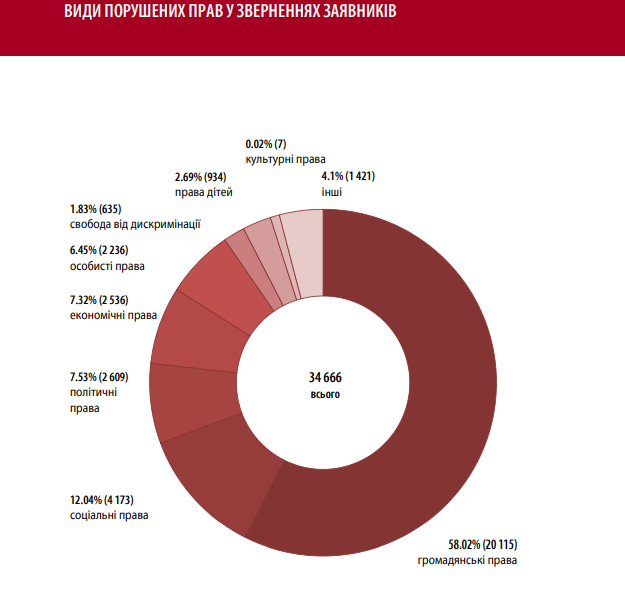 ВИДИ ПОРУШЕНИХ ПРАВ У ЗВЕРНЕННЯХ ЗАЯВНИКІВ
0.02% (7)
культурні права
2.69% (934)
права дітей
4.1% (1 421)
інші
1.83% (635)
свобода від дискримінації
6.45% (2 236)
особисті права
7.32% (2 536)
економічні права
7.53% (2 609)
політичні
права
34 666
всього
12.04% (4 173)
соціальні права
58.02% (20 115)
громадянські права